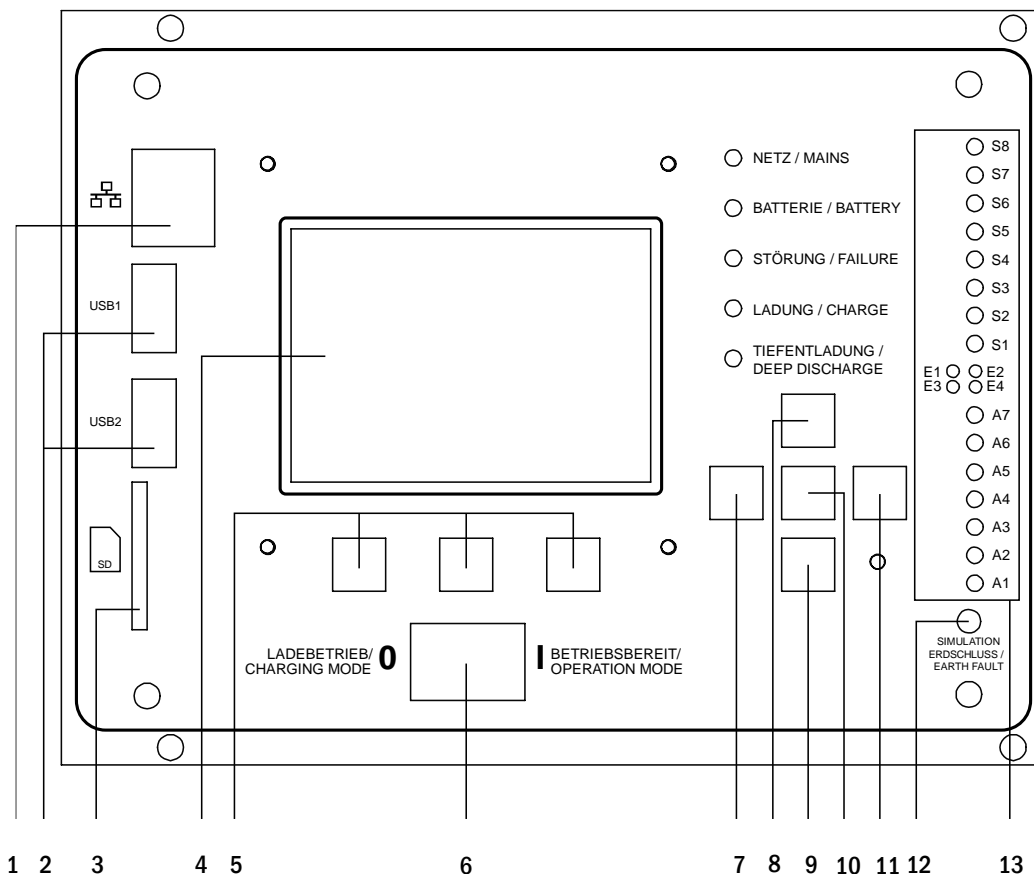 USB1
USB2
SD
NETZ / MAINS
BATTERIE / BATTERY
STÖRUNG / FAILURE
LADUNG / CHARGE
TIEFENTLADUNG /
DEEP DISCHARGE
S8
S7
S6
S5
S4
S3
S2
S1
E1 E2
E3 E4
A7
A6
A5
A4
A3
A2
A1
LADEBETRIEB/
CHARGING MODE
0
I
BETRIEBSBEREIT/
OPERATION MODE
SIMULATION
ERDSCHLUSS /
EARTH FAULT
1 2 3 4 5 6 7 8 9 10 11 12 13